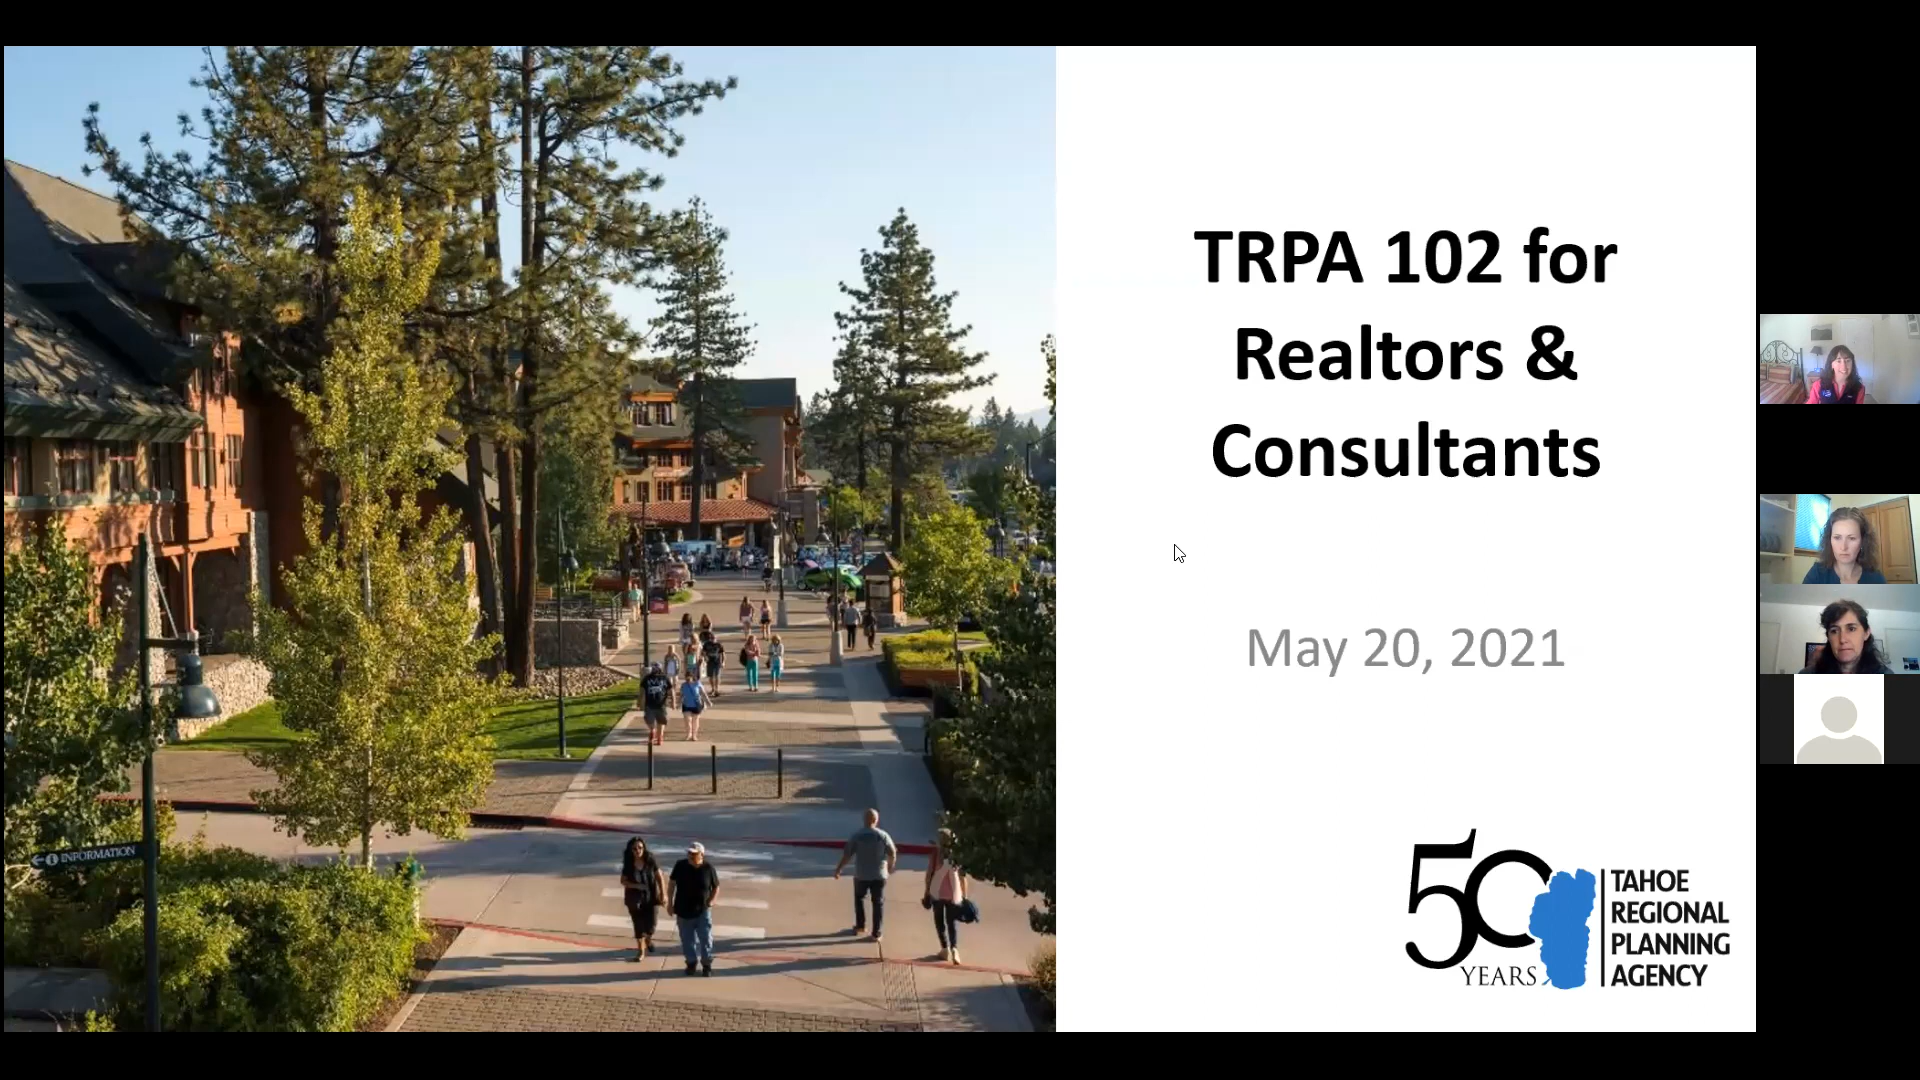 TRPA 102 for
Realtors &
Consultants
May 20, 2021
50
YEARS
TAHOE
REGIONAL
PLANNING
AGENCY
INFORMATION